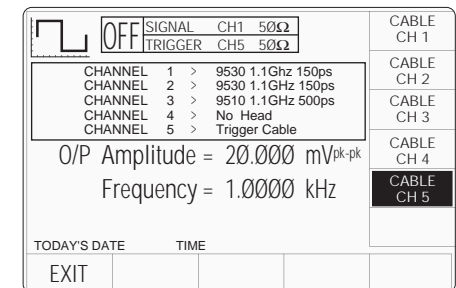 OFF SIGNAL CH1 50Ω
TRIGGER CH5 50Ω
CHANNEL 1 > 9530 1.1Ghz 150ps
CHANNEL 2 > 9530 1.1GHz 150ps
CHANNEL 3 > 9510 1.1GHz 500ps
CHANNEL 4 > No Head
CHANNEL 5 > Trigger Cable
O/P Amplitude = 20.000 mVpk-pk
Frequency = 1.0000 kHz
TODAY'S DATE TIME
EXIT
CABLE
CH 1
CABLE
CH 2
CABLE
CH 3
CABLE
CH 4
CABLE
CH 5